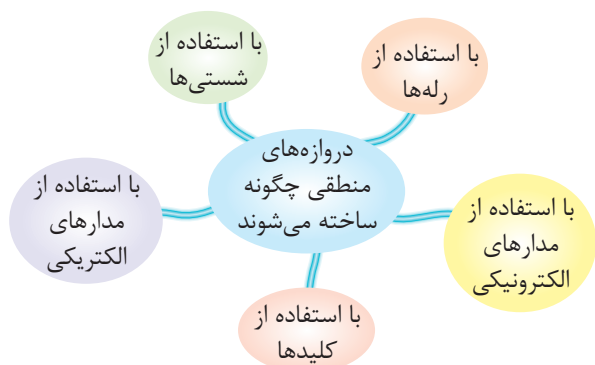 با استفاده از
رله‌ها
با استفاده از
شستی‌ها
دروازه‌های
منطقی چگونه
ساخته می‌شوند
با استفاده از
مدارهای
الکترونیکی
با استفاده از
مدارهای
الکتریکی
با استفاده از
کلیدها